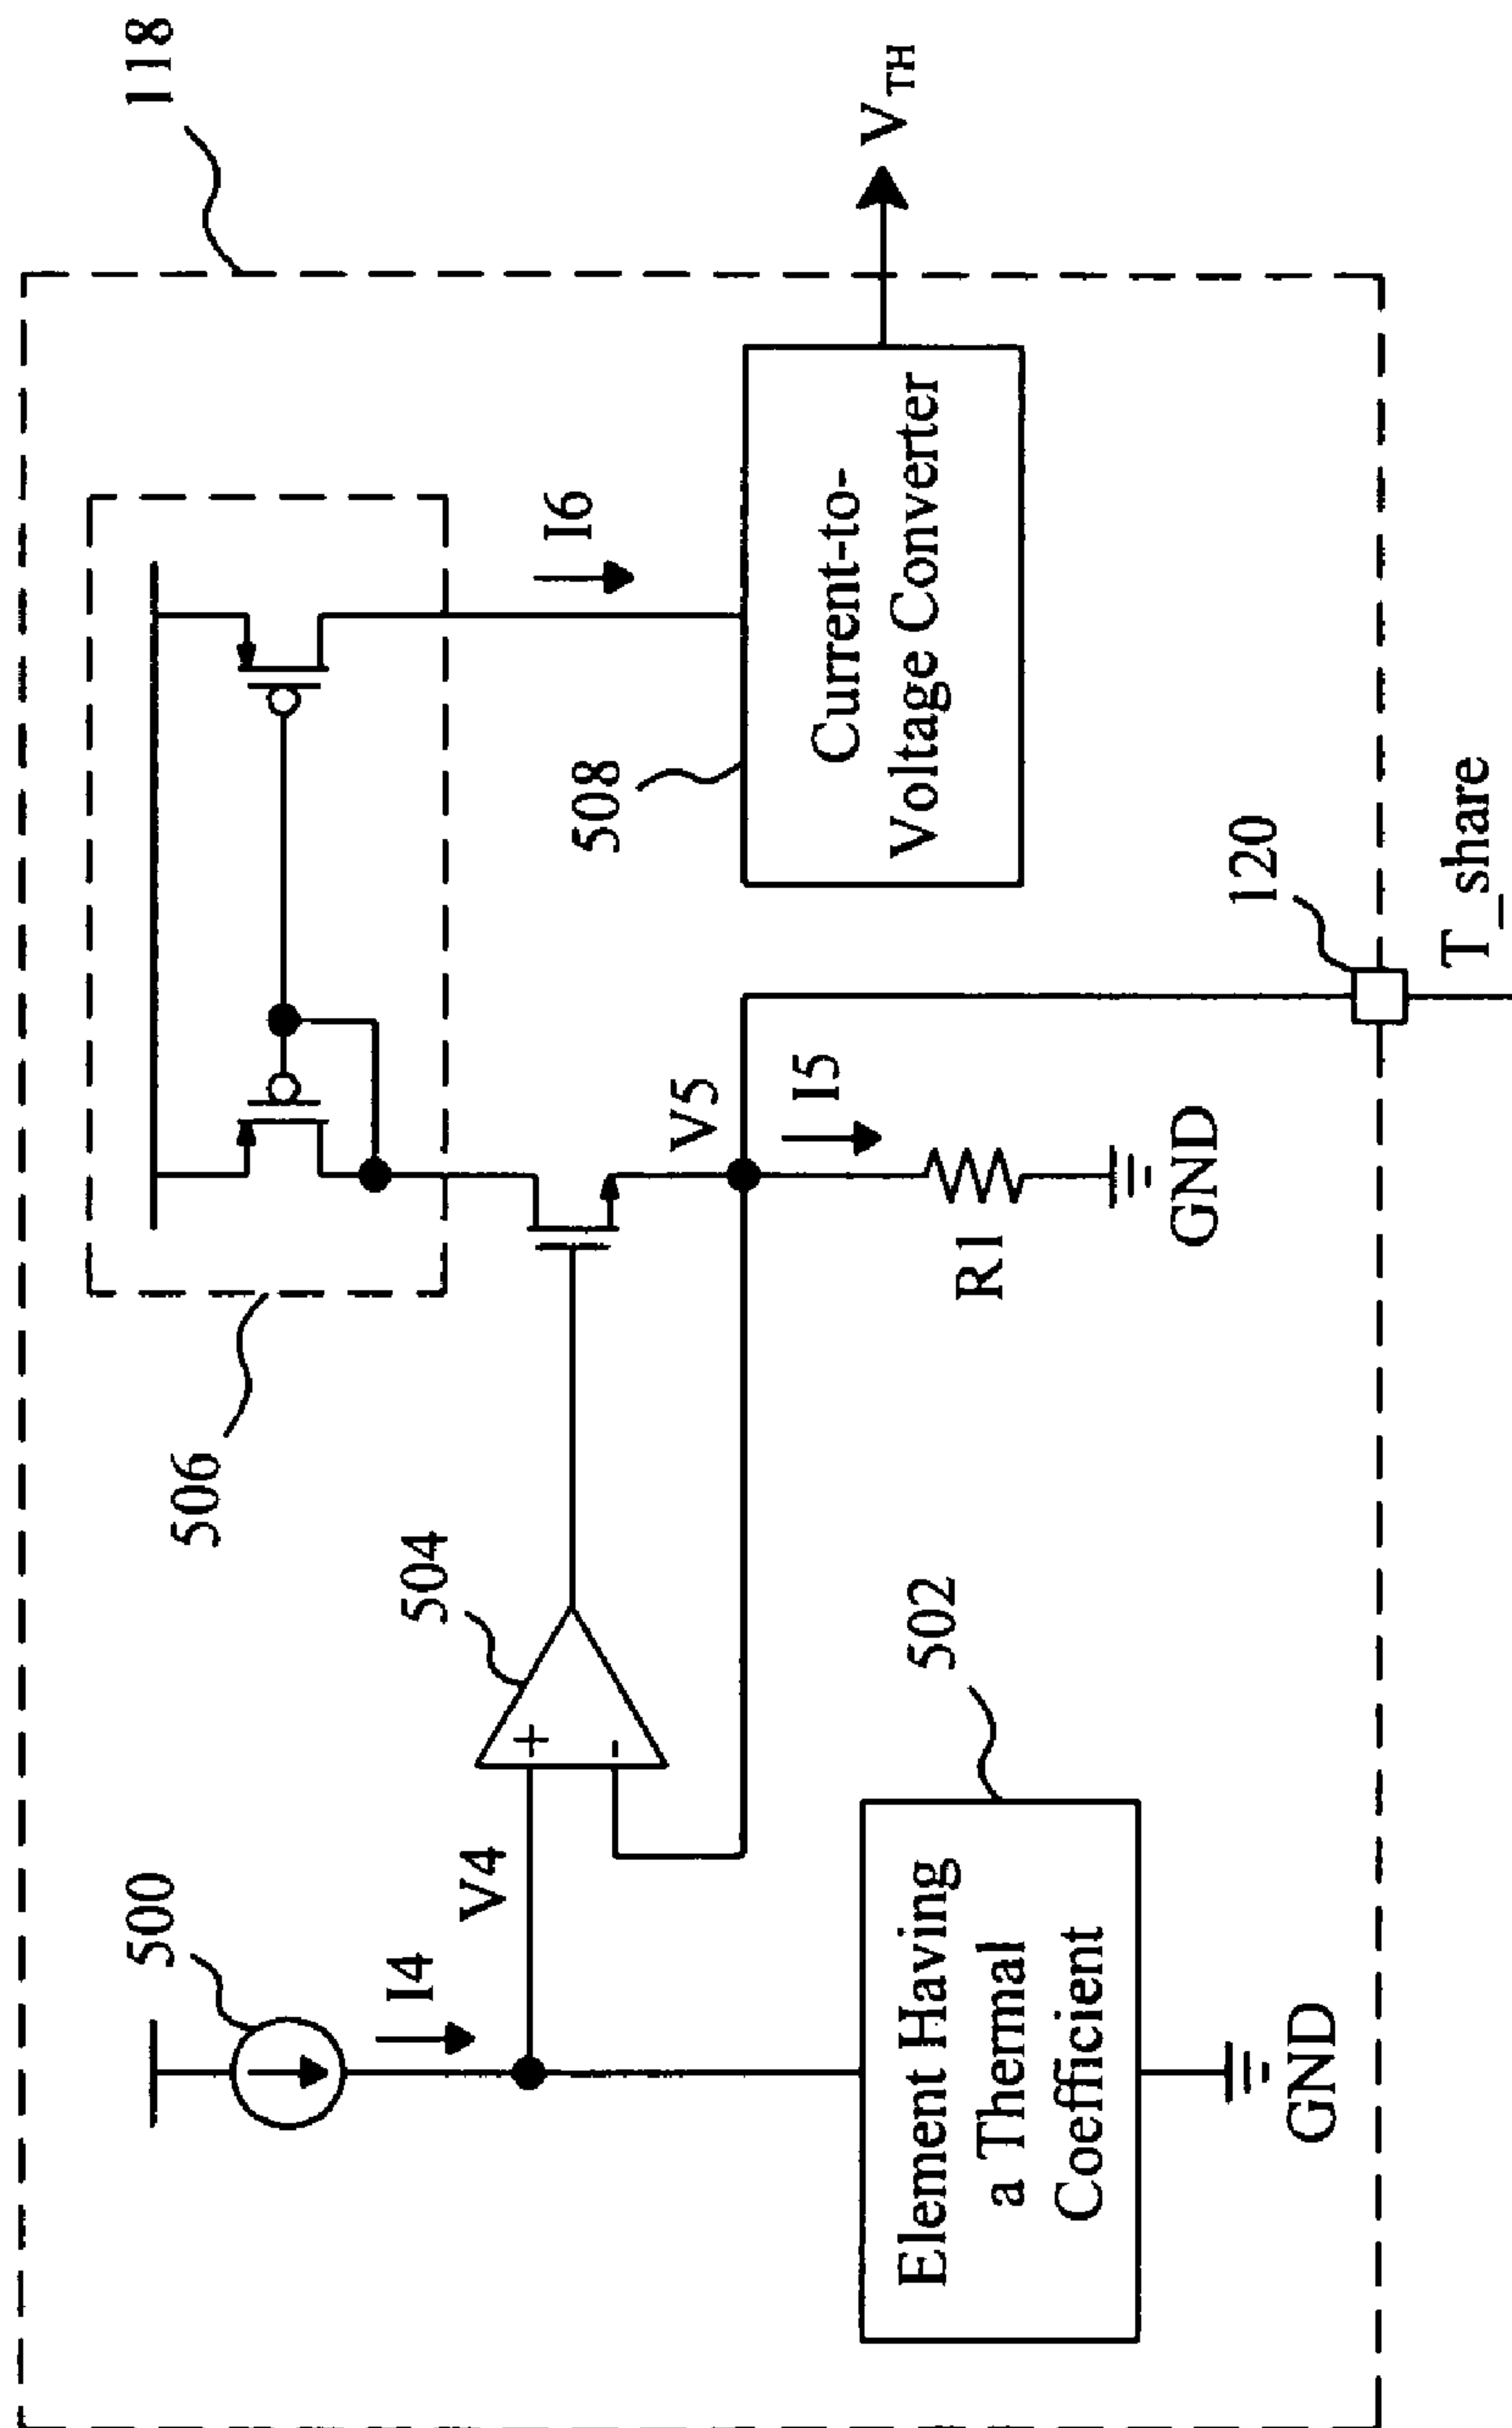 118
506
500
I4
V4
504
+
-
I6
V5
I5
R1
GND
508
Current-to-
Voltage Converter
V_TH
502
Element Having
a Thermal
Coefficient
GND
120
T_share